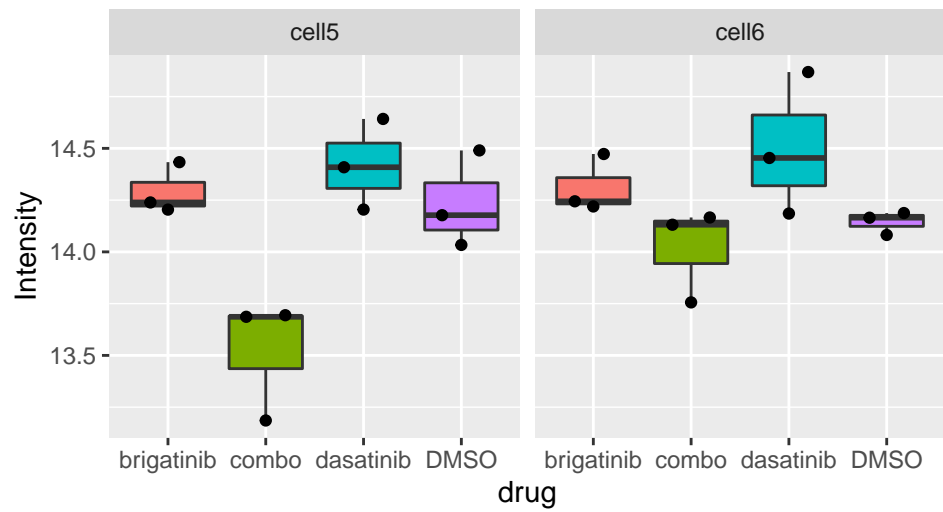 cell5 cell6
Intensity
14.5
14.0
13.5
brigatinib combo dasatinib DMSO brigatinib combo dasatinib DMSO
drug